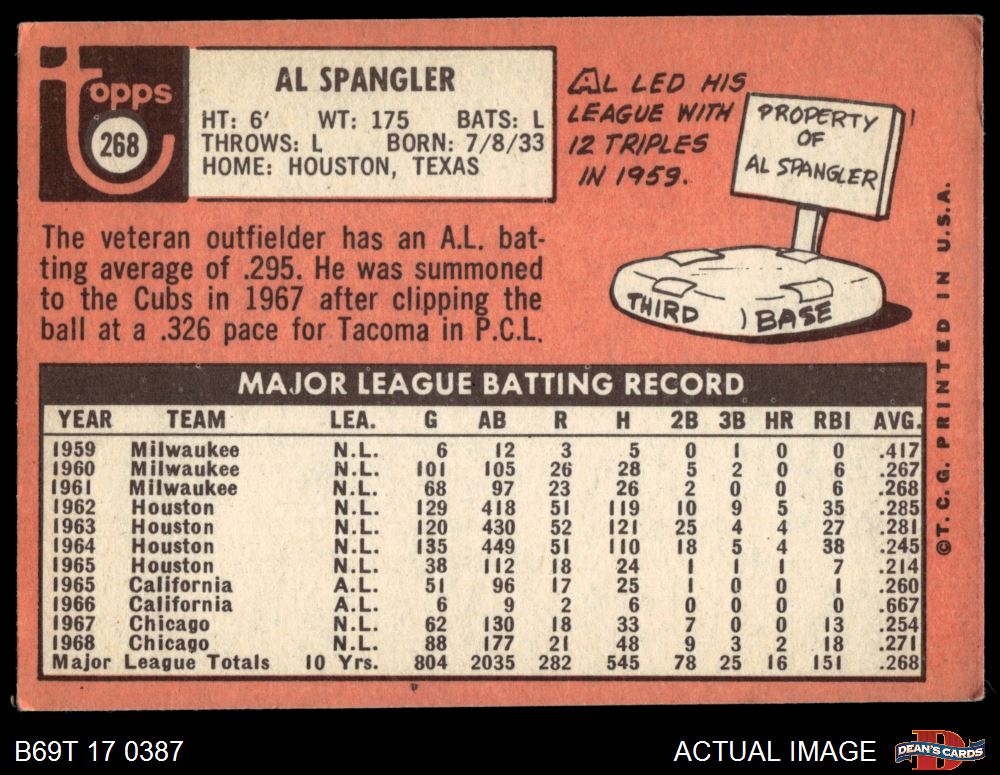 Topps
268
AL SPANGLER
HT: 6' WT: 175 BATS: L
THROWS: L BORN: 7/8/33
HOME: HOUSTON, TEXAS
AL LED HIS
LEAGUE WITH
12 TRIPLES
IN 1959.
PROPERTY
OF
AL SPANGLER
THIRD BASE
The veteran outfielder has an A.L. bat-
ting average of .295. He was summoned
to the Cubs in 1967 after clipping the
ball at a .326 pace for Tacoma in P.C.L.
MAJOR LEAGUE BATTING RECORD
YEAR TEAM LEA. G AB R H 2B 3B HR RBI AVG.
1959 Milwaukee N.L. 6 12 3 5 0 1 0 0 .417
1960 Milwaukee N.L. 101 105 26 28 5 2 0 6 .267
1961 Milwaukee N.L. 68 97 23 26 2 0 0 6 .268
1962 Houston N.L. 129 418 51 119 10 9 5 35 .285
1963 Houston N.L. 120 430 52 121 25 4 4 27 .281
1964 Houston N.L. 135 449 51 110 18 5 4 38 .245
1965 Houston N.L. 38 112 18 24 1 1 1 7 .214
1965 California A.L. 51 96 17 25 1 0 0 1 .260
1966 California A.L. 6 9 2 6 0 0 0 0 .667
1967 Chicago N.L. 62 130 18 33 7 0 0 13 .254
1968 Chicago N.L. 88 177 21 48 9 3 2 18 .271
Major League Totals 10 Yrs. 804 2035 282 545 78 25 16 151 .268
©T.C.G. PRINTED IN U.S.A.
B69T 17 0387
ACTUAL IMAGE
DEAN'S CARDS